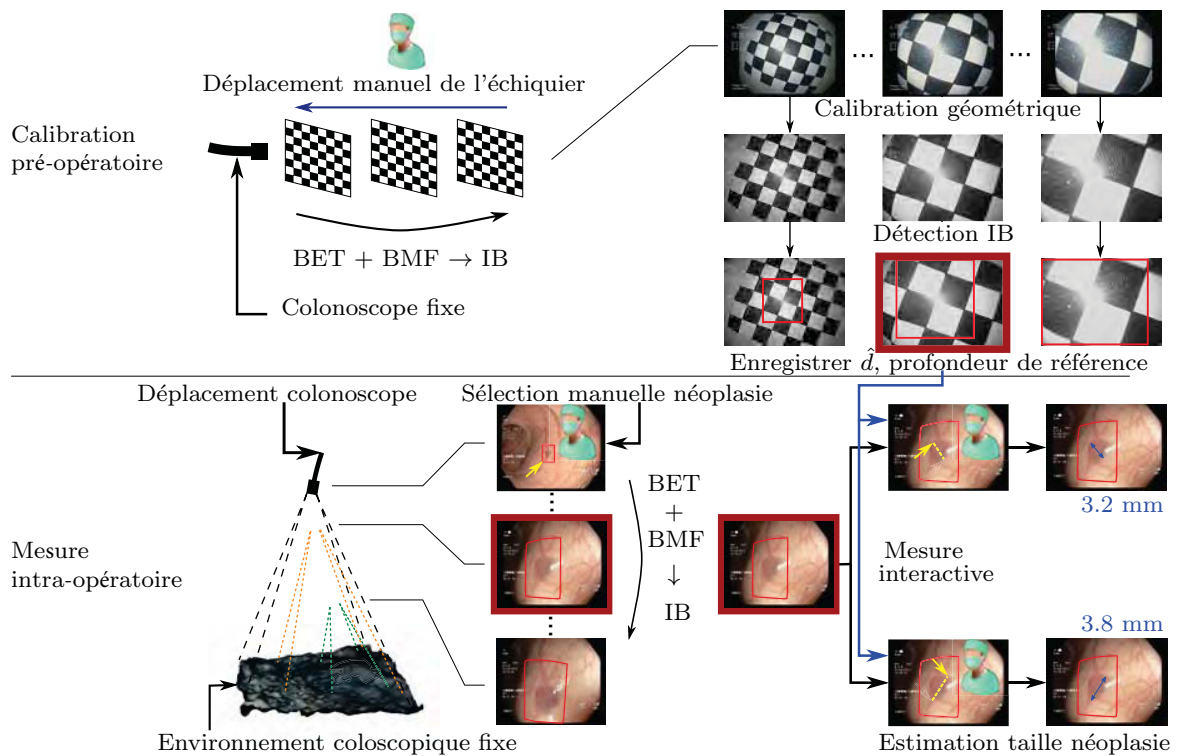 Déplacement manuel de l'échiquier
Calibration
pré-opératoire
BET + BMF → IB
Colonoscope fixe
... ...
Calibration géométrique
Détection IB
Enregistrer d̂, profondeur de référence
Déplacement colonoscope
Sélection manuelle néoplasie
Mesure
intra-opératoire
BET
+
BMF
↓
IB
Environnement coloscopique fixe
3.2 mm
Mesure
interactive
3.8 mm
Estimation taille néoplasie